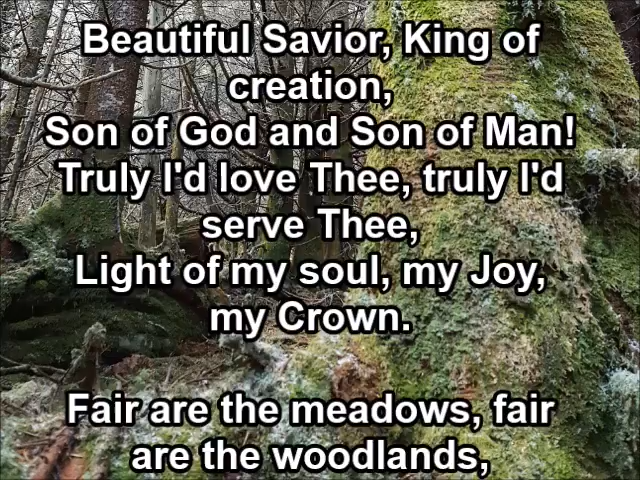 Beautiful Savior, King of
creation,
Son of God and Son of Man!
Truly I'd love Thee, truly I'd
serve Thee,
Light of my soul, my Joy,
my Crown.
Fair are the meadows, fair
are the woodlands,